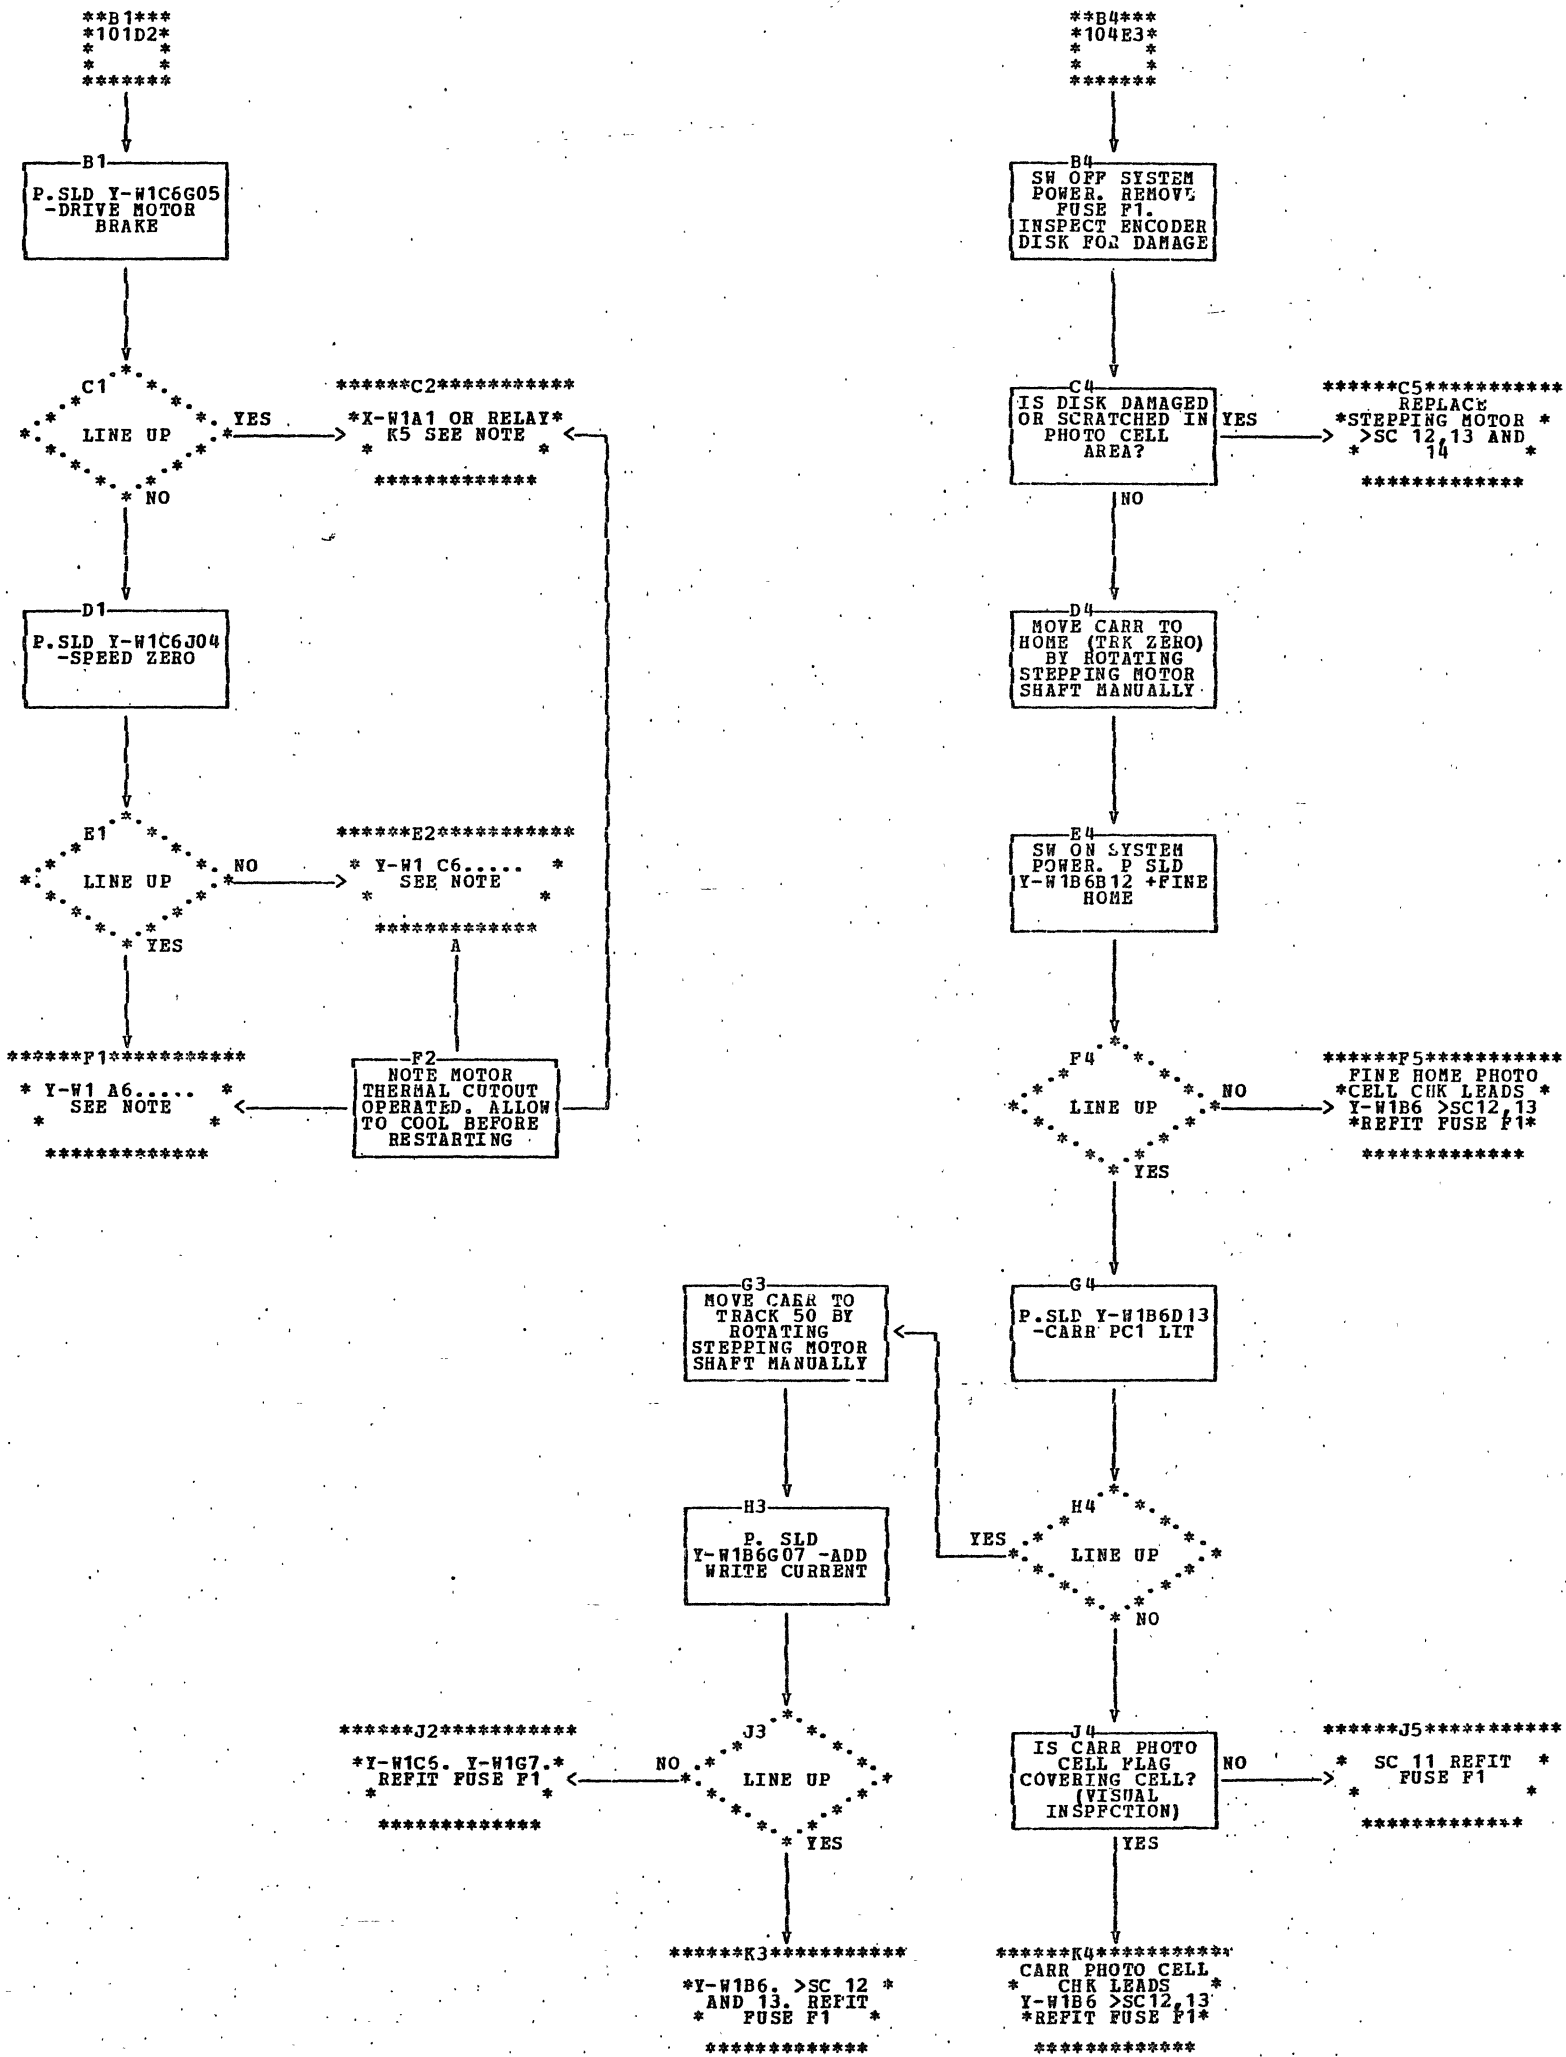 **B1***
*101D2*
* *
* *
*******
B1
P.SLD Y-W1C6G05
-DRIVE MOTOR
BRAKE
C1
LINE UP
YES
NO
******C2***********
*X-W1A1 OR RELAY*
K5 SEE NOTE
* *
*************
D1
P.SLD Y-W1C6J04
-SPEED ZERO
E1
LINE UP
NO
YES
******E2***********
* Y-W1 C6..... *
SEE NOTE
* *
*************
A
******F1***********
* Y-W1 A6..... *
SEE NOTE
* *
*************
F2
NOTE MOTOR
THERMAL CUTOUT
OPERATED. ALLOW
TO COOL BEFORE
RESTARTING
**B4***
*104E3*
* *
* *
*******
B4
SW OFF SYSTEM
POWER. REMOVE
FUSE F1.
INSPECT ENCODER
DISK FOR DAMAGE
C4
IS DISK DAMAGED
OR SCRATCHED IN
PHOTO CELL
AREA?
YES
NO
******C5***********
REPLACE
*STEPPING MOTOR *
>SC 12,13 AND
* 14 *
*************
D4
MOVE CARR TO
HOME (TRK ZERO)
BY ROTATING
STEPPING MOTOR
SHAFT MANUALLY
E4
SW ON SYSTEM
POWER. P SLD
Y-W1B6B12 +FINE
HOME
F4
LINE UP
NO
YES
******F5***********
FINE HOME PHOTO
*CELL CHK LEADS *
Y-W1B6 >SC12,13
*REFIT FUSE F1*
*************
G4
P.SLD Y-W1B6D13
-CARR PC1 LIT
H4
LINE UP
YES
NO
G3
MOVE CARR TO
TRACK 50 BY
ROTATING
STEPPING MOTOR
SHAFT MANUALLY
H3
P. SLD
Y-W1B6G07 -ADD
WRITE CURRENT
J3
LINE UP
NO
YES
******J2***********
*Y-W1C5. Y-W1G7.*
REFIT FUSE F1
* *
*************
J4
IS CARR PHOTO
CELL FLAG
COVERING CELL?
(VISUAL
INSPECTION)
NO
YES
******J5***********
* SC 11 REFIT *
FUSE F1
* *
*************
******K3***********
*Y-W1B6. >SC 12 *
AND 13. REFIT
* FUSE F1 *
*************
******K4***********
CARR PHOTO CELL
* CHK LEADS *
Y-W1B6 >SC12,13
*REFIT FUSE F1*
*************